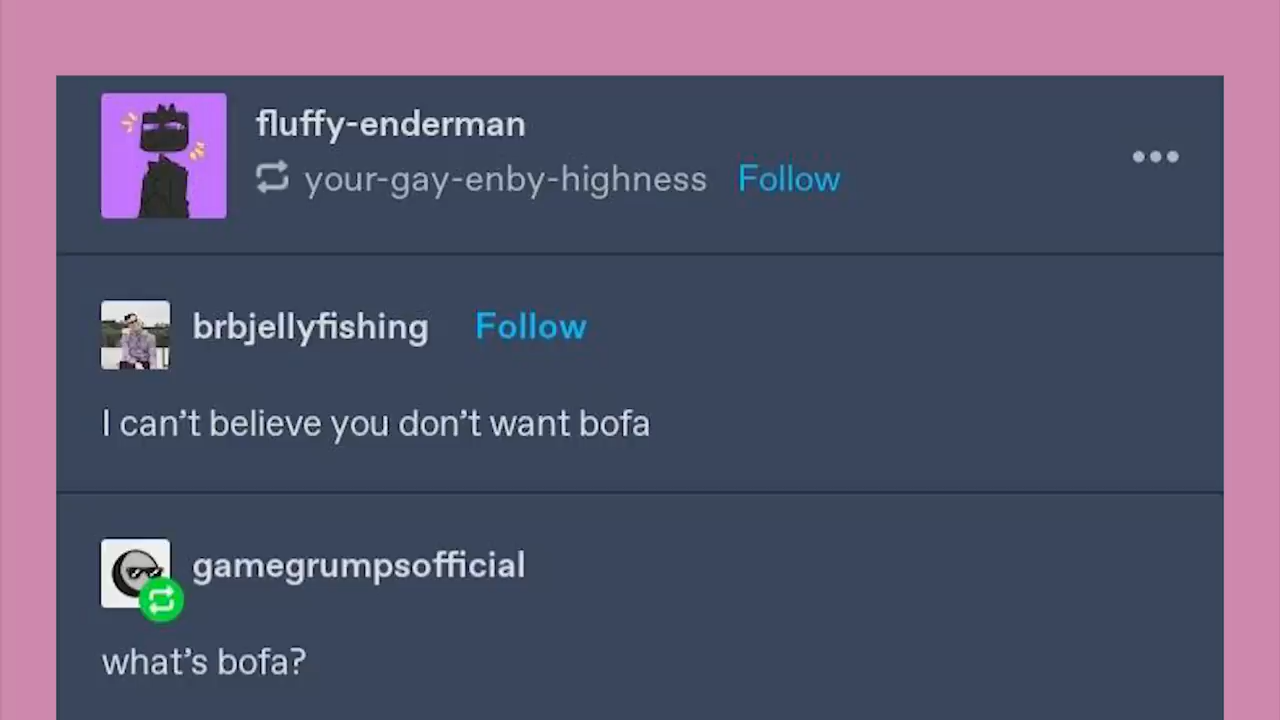 fluffy-enderman
your-gay-enby-highness Follow
brbjellyfishing Follow
I can’t believe you don’t want bofa
gamegrumpsofficial
what’s bofa?